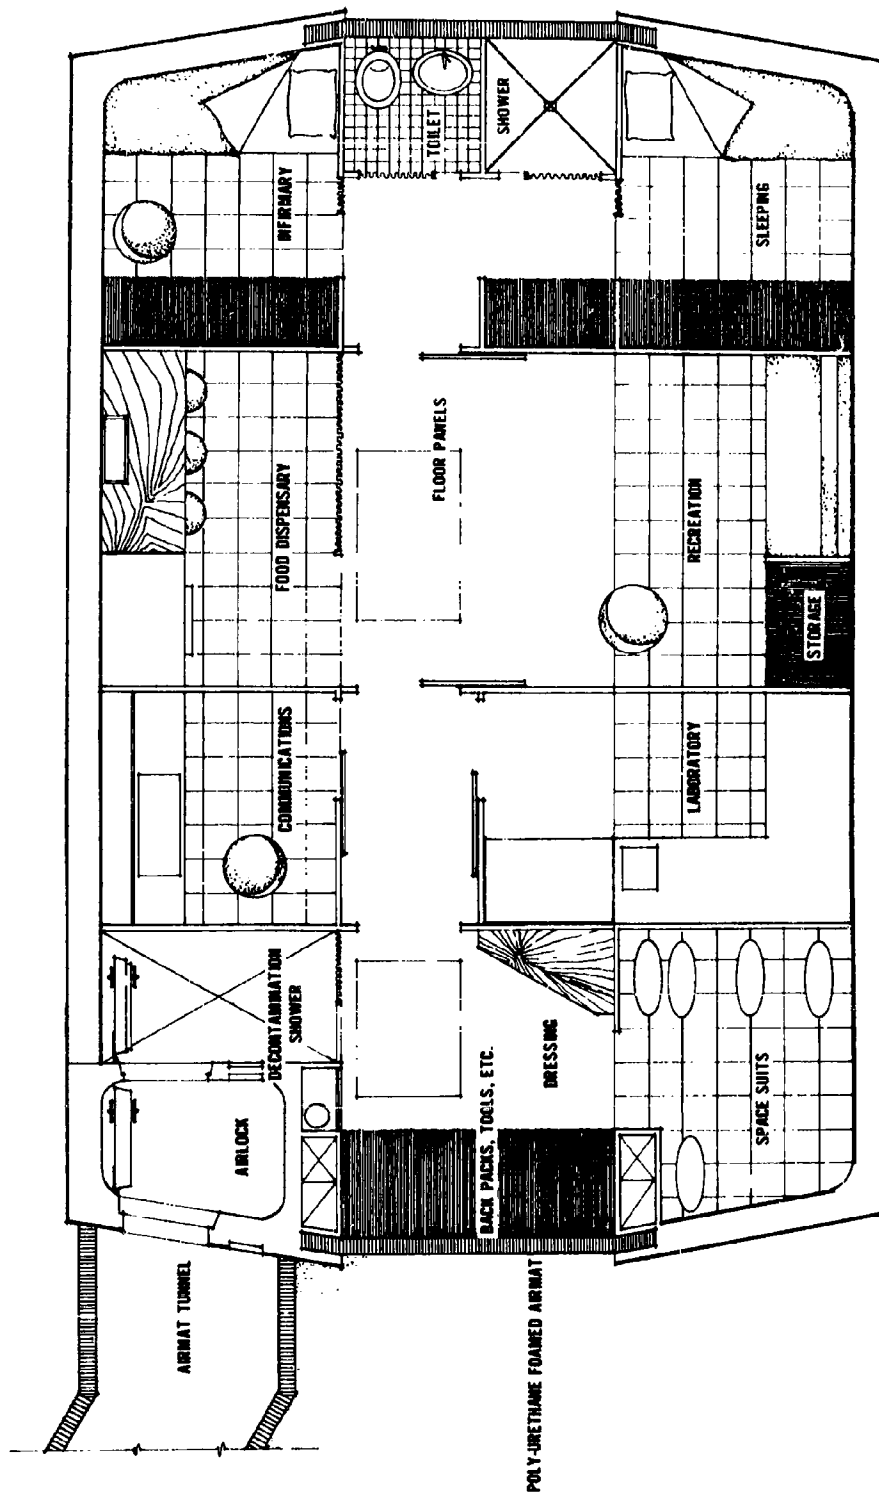 AIRMAT TUNNEL
AIRLOCK
DECONTAMINATION
SHOWER
COMMUNICATIONS
FOOD DISPENSARY
INFIRMARY
TOILET
SHOWER
FLOOR PANELS
BACK PACKS, TOOLS, ETC.
POLY-URETHANE FOAMED AIRMAT
DRESSING
SPACE SUITS
LABORATORY
RECREATION
STORAGE
SLEEPING